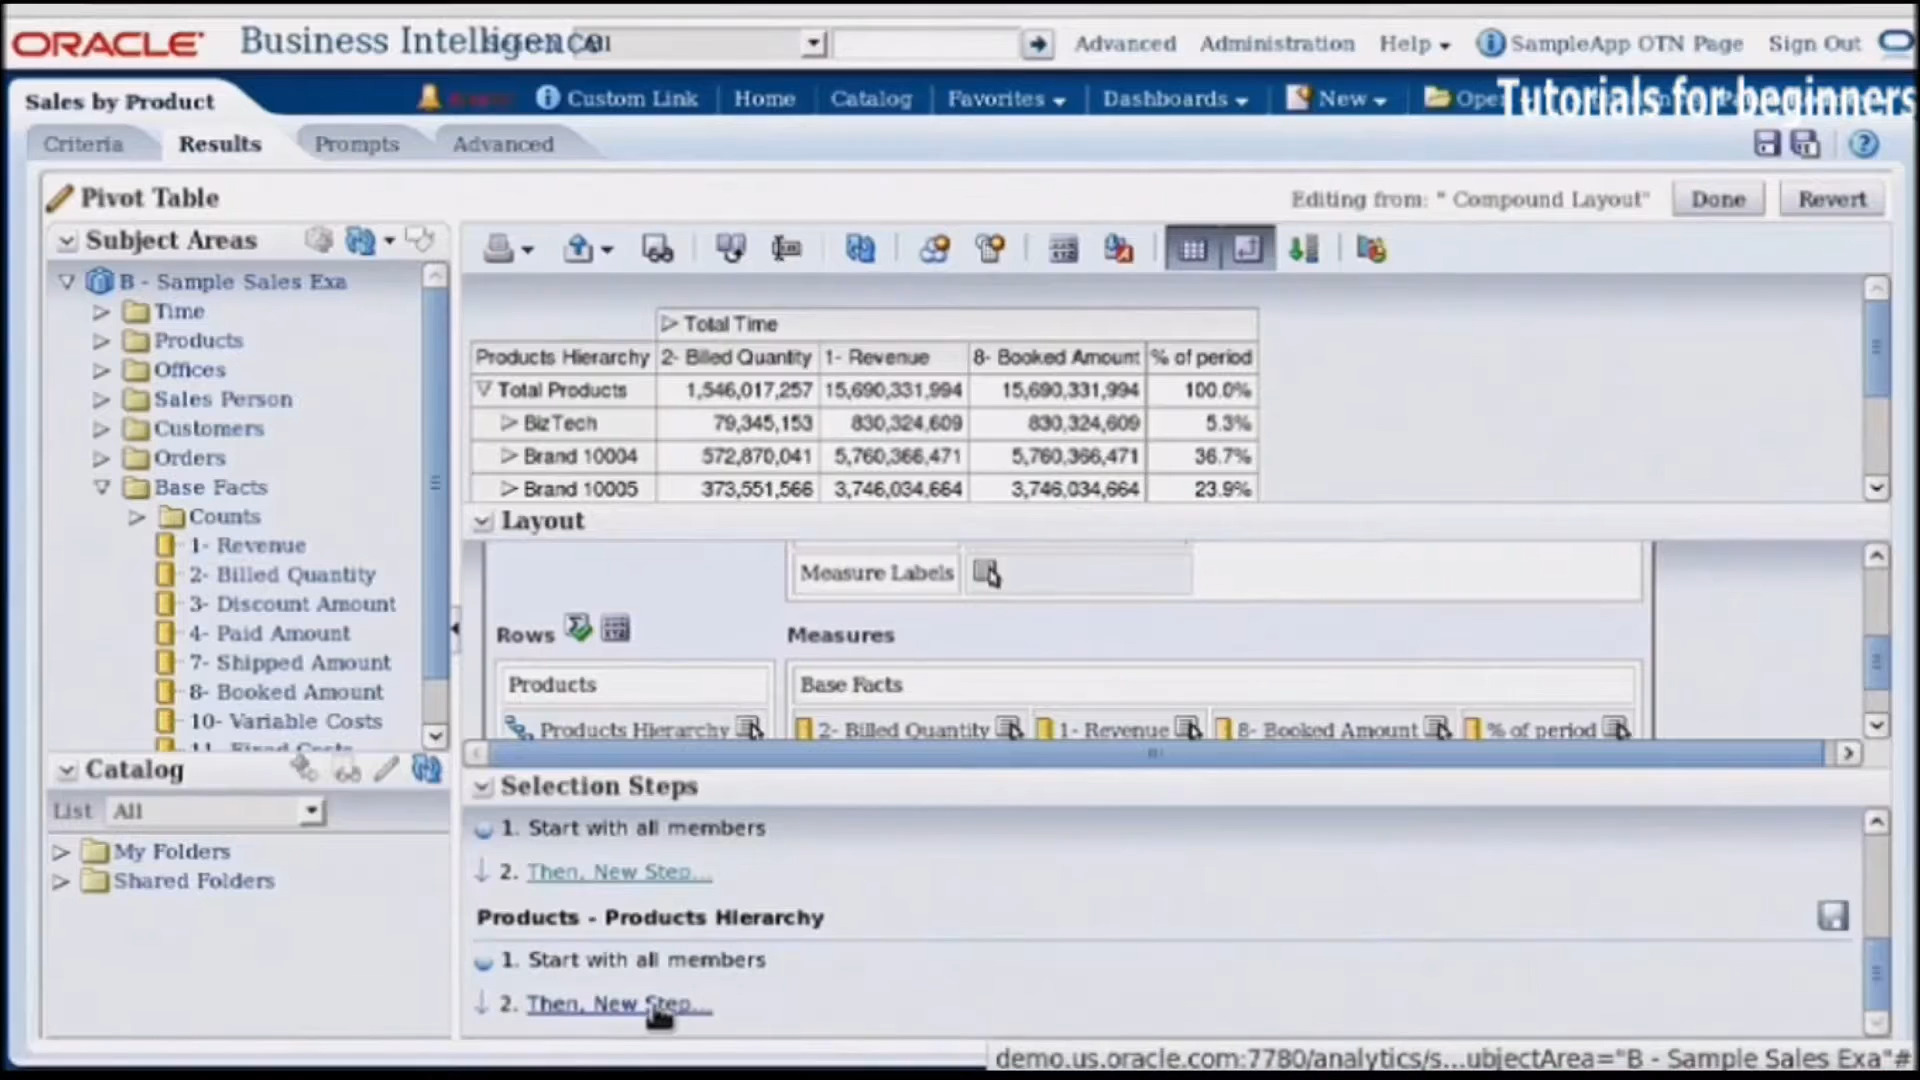 ORACLE Business Intelligence All Advanced Administration Help SampleApp OTN Page Sign Out
Sales by Product Custom Link Home Catalog Favorites Dashboards New Open
Tutorials for beginners
Criteria Results Prompts Advanced
Pivot Table Editing from: " Compound Layout" Done Revert
Subject Areas
B - Sample Sales Exa
Time
Products
Offices
Sales Person
Customers
Orders
Base Facts
Counts
1- Revenue
2- Billed Quantity
3- Discount Amount
4- Paid Amount
7- Shipped Amount
8- Booked Amount
10- Variable Costs
11- Fixed Costs
Catalog
List All
My Folders
Shared Folders
Total Time
Products Hierarchy 2- Billed Quantity 1- Revenue 8- Booked Amount % of period
Total Products 1,546,017,257 15,690,331,994 15,690,331,994 100.0%
BizTech 79,345,153 830,324,609 830,324,609 5.3%
Brand 10004 572,870,041 5,760,366,471 5,760,366,471 36.7%
Brand 10005 373,551,566 3,746,034,664 3,746,034,664 23.9%
Layout
Measure Labels
Rows Measures
Products Base Facts
Products Hierarchy 2- Billed Quantity 1- Revenue 8- Booked Amount % of period
Selection Steps
1. Start with all members
2. Then, New Step...
Products - Products Hierarchy
1. Start with all members
2. Then, New Step...
demo.us.oracle.com:7780/analytics/s...ubjectArea="B - Sample Sales Exa"#